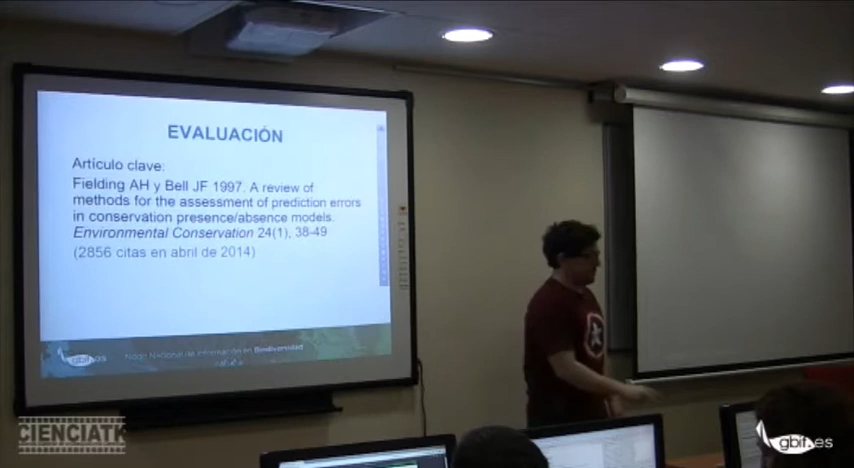 EVALUACIÓN
Artículo clave:
Fielding AH y Bell JF 1997. A review of
methods for the assessment of prediction errors
in conservation presence/absence models.
Environmental Conservation 24(1), 38-49
(2856 citas en abril de 2014)
gbif.es
Nodo Nacional de Información en Biodiversidad
CIENCIATK
gbif.es